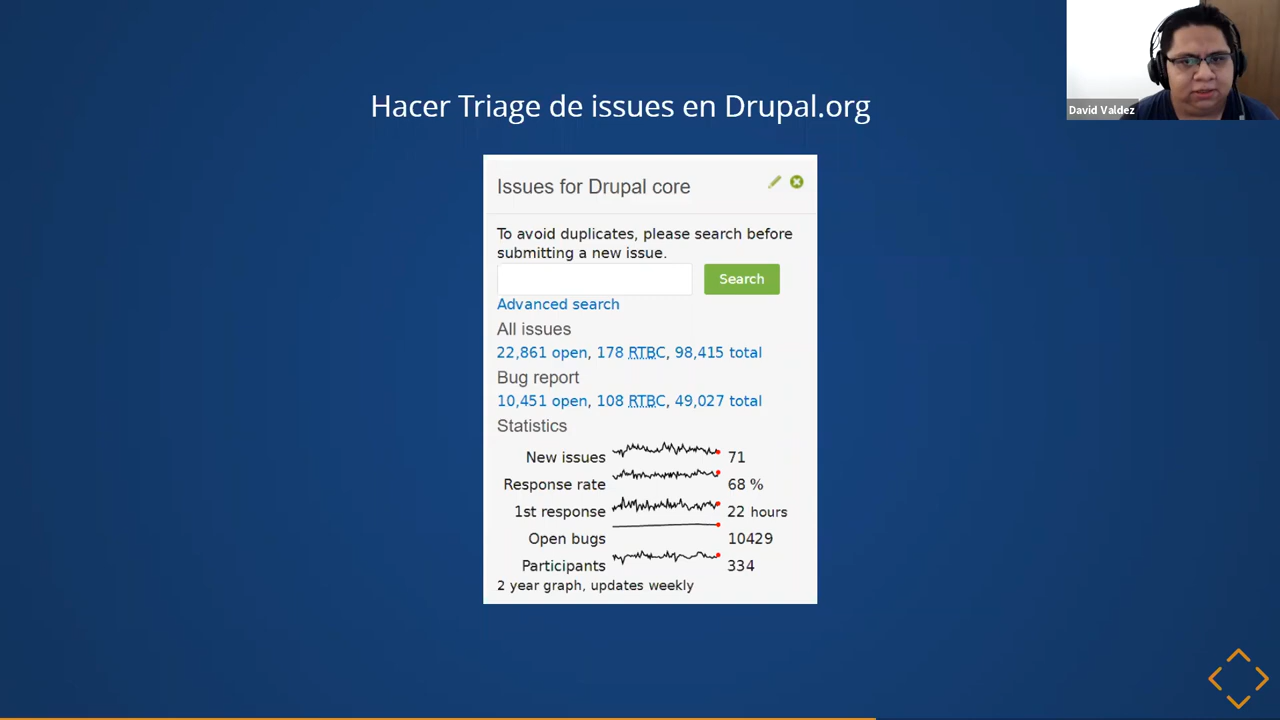 Hacer Triage de issues en Drupal.org
David Valdez
Issues for Drupal core
To avoid duplicates, please search before
submitting a new issue.
Search
Advanced search
All issues
22,861 open, 178 RTBC, 98,415 total
Bug report
10,451 open, 108 RTBC, 49,027 total
Statistics
New issues 71
Response rate 68 %
1st response 22 hours
Open bugs 10429
Participants 334
2 year graph, updates weekly